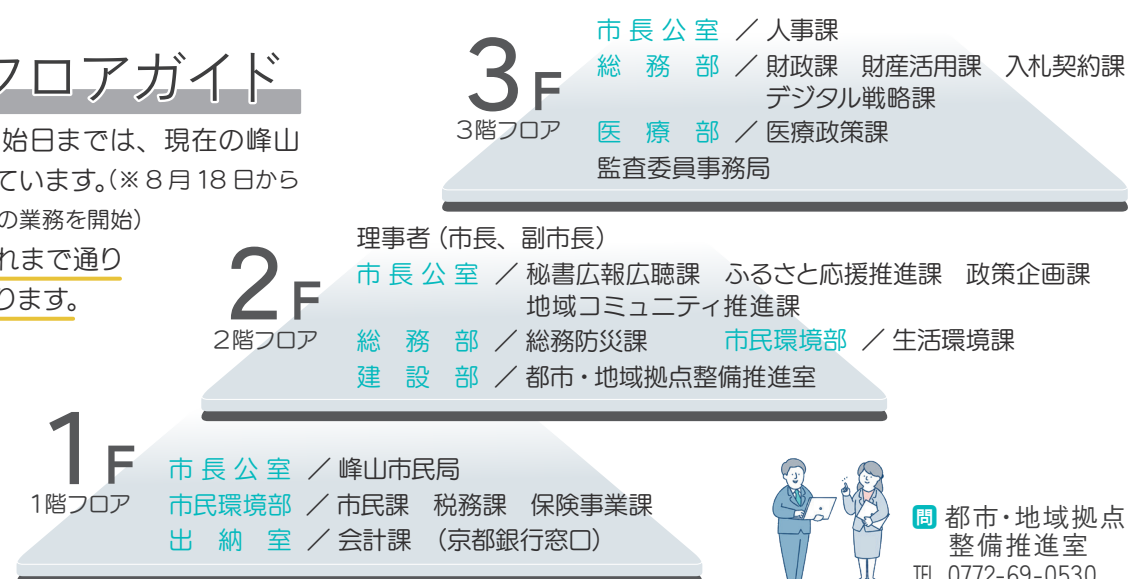 フロアガイド
始日までは、現在の峰山
ています。(※8月18日から
の業務を開始)
れまで通り
ります。
3F
3階フロア
市長公室 ／ 人事課
総務部 ／ 財政課 財産活用課 入札契約課
デジタル戦略課
医療部 ／ 医療政策課
監査委員事務局
2F
2階フロア
理事者（市長、副市長）
市長公室 ／ 秘書広報広聴課 ふるさと応援推進課 政策企画課
地域コミュニティ推進課
総務部 ／ 総務防災課 市民環境部 ／ 生活環境課
建設部 ／ 都市・地域拠点整備推進室
1F
1階フロア
市長公室 ／ 峰山市民局
市民環境部 ／ 市民課 税務課 保険事業課
出納室 ／ 会計課 （京都銀行窓口）
問 都市・地域拠点
整備推進室
℡ 0772-69-0530